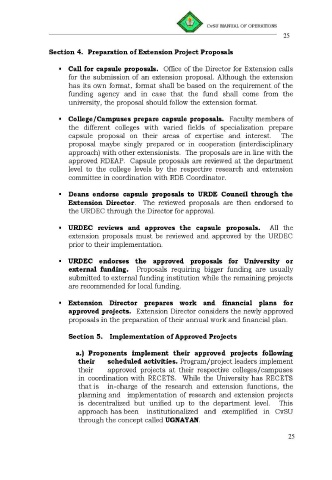 CvSU MANUAL OF OPERATIONS
25
Section 4. Preparation of Extension Project Proposals
• Call for capsule proposals. Office of the Director for Extension calls
for the submission of an extension proposal. Although the extension
has its own format, format shall be based on the requirement of the
funding agency and in case that the fund shall come from the
university, the proposal should follow the extension format.
• College/Campuses prepare capsule proposals. Faculty members of
the different colleges with varied fields of specialization prepare
capsule proposal on their areas of expertise and interest. The
proposal maybe singly prepared or in cooperation (interdisciplinary
approach) with other extensionists. The proposals are in line with the
approved RDEAP. Capsule proposals are reviewed at the department
level to the college levels by the respective research and extension
committee in coordination with RDE Coordinator.
• Deans endorse capsule proposals to URDE Council through the
Extension Director. The reviewed proposals are then endorsed to
the URDEC through the Director for approval.
• URDEC reviews and approves the capsule proposals. All the
extension proposals must be reviewed and approved by the URDEC
prior to their implementation.
• URDEC endorses the approved proposals for University or
external funding. Proposals requiring bigger funding are usually
submitted to external funding institution while the remaining projects
are recommended for local funding.
• Extension Director prepares work and financial plans for
approved projects. Extension Director considers the newly approved
proposals in the preparation of their annual work and financial plan.
Section 5. Implementation of Approved Projects
a.) Proponents implement their approved projects following
their scheduled activities. Program/project leaders implement
their approved projects at their respective colleges/campuses
in coordination with RECETS. While the University has RECETS
that is in-charge of the research and extension functions, the
planning and implementation of research and extension projects
is decentralized but unified up to the department level. This
approach has been institutionalized and exemplified in CvSU
through the concept called UGNAYAN.
25